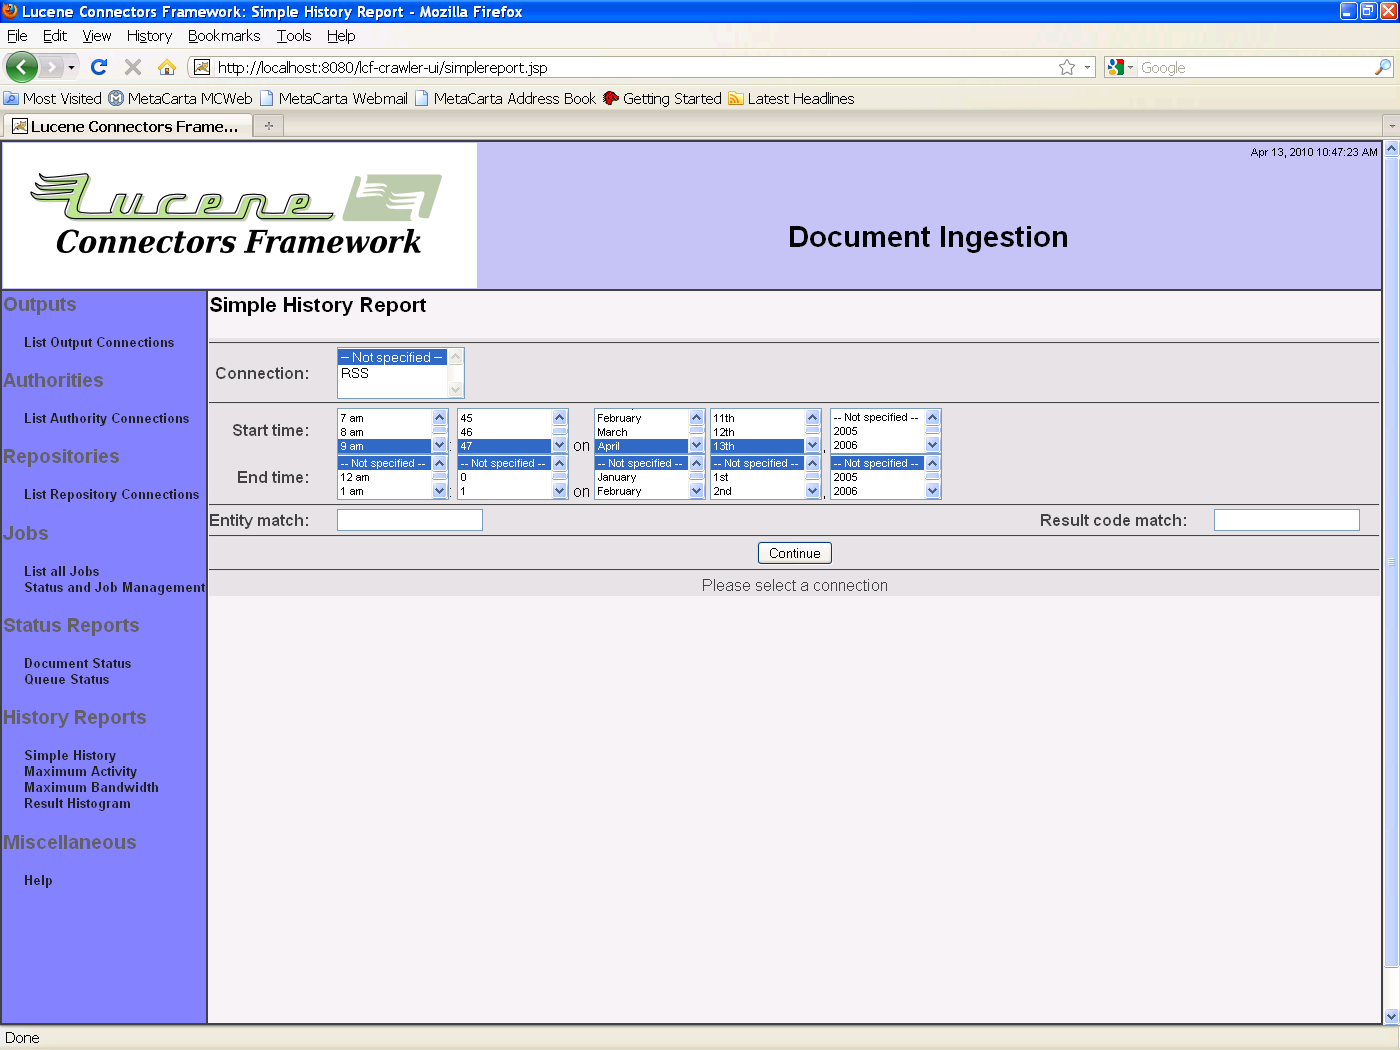 Lucene Connectors Framework: Simple History Report - Mozilla Firefox
File Edit View History Bookmarks Tools Help
http://localhost:8080/lcf-crawler-ui/simplereport.jsp Google
Most Visited MetaCarta MCWeb MetaCarta Webmail MetaCarta Address Book Getting Started Latest Headlines
Lucene Connectors Frame...
Apr 13, 2010 10:47:23 AM
Lucene
Connectors Framework
Document Ingestion
Outputs
List Output Connections
Authorities
List Authority Connections
Repositories
List Repository Connections
Jobs
List all Jobs
Status and Job Management
Status Reports
Document Status
Queue Status
History Reports
Simple History
Maximum Activity
Maximum Bandwidth
Result Histogram
Miscellaneous
Help
Simple History Report
Connection:
-- Not specified --
RSS
Start time:
7 am 45 February 11th -- Not specified --
8 am 46 March 12th 2005
9 am : 47 on April 13th , 2006
End time:
-- Not specified -- -- Not specified -- -- Not specified -- -- Not specified -- -- Not specified --
12 am 0 January 1st 2005
1 am : 1 on February 2nd , 2006
Entity match: Result code match:
Continue
Please select a connection
Done